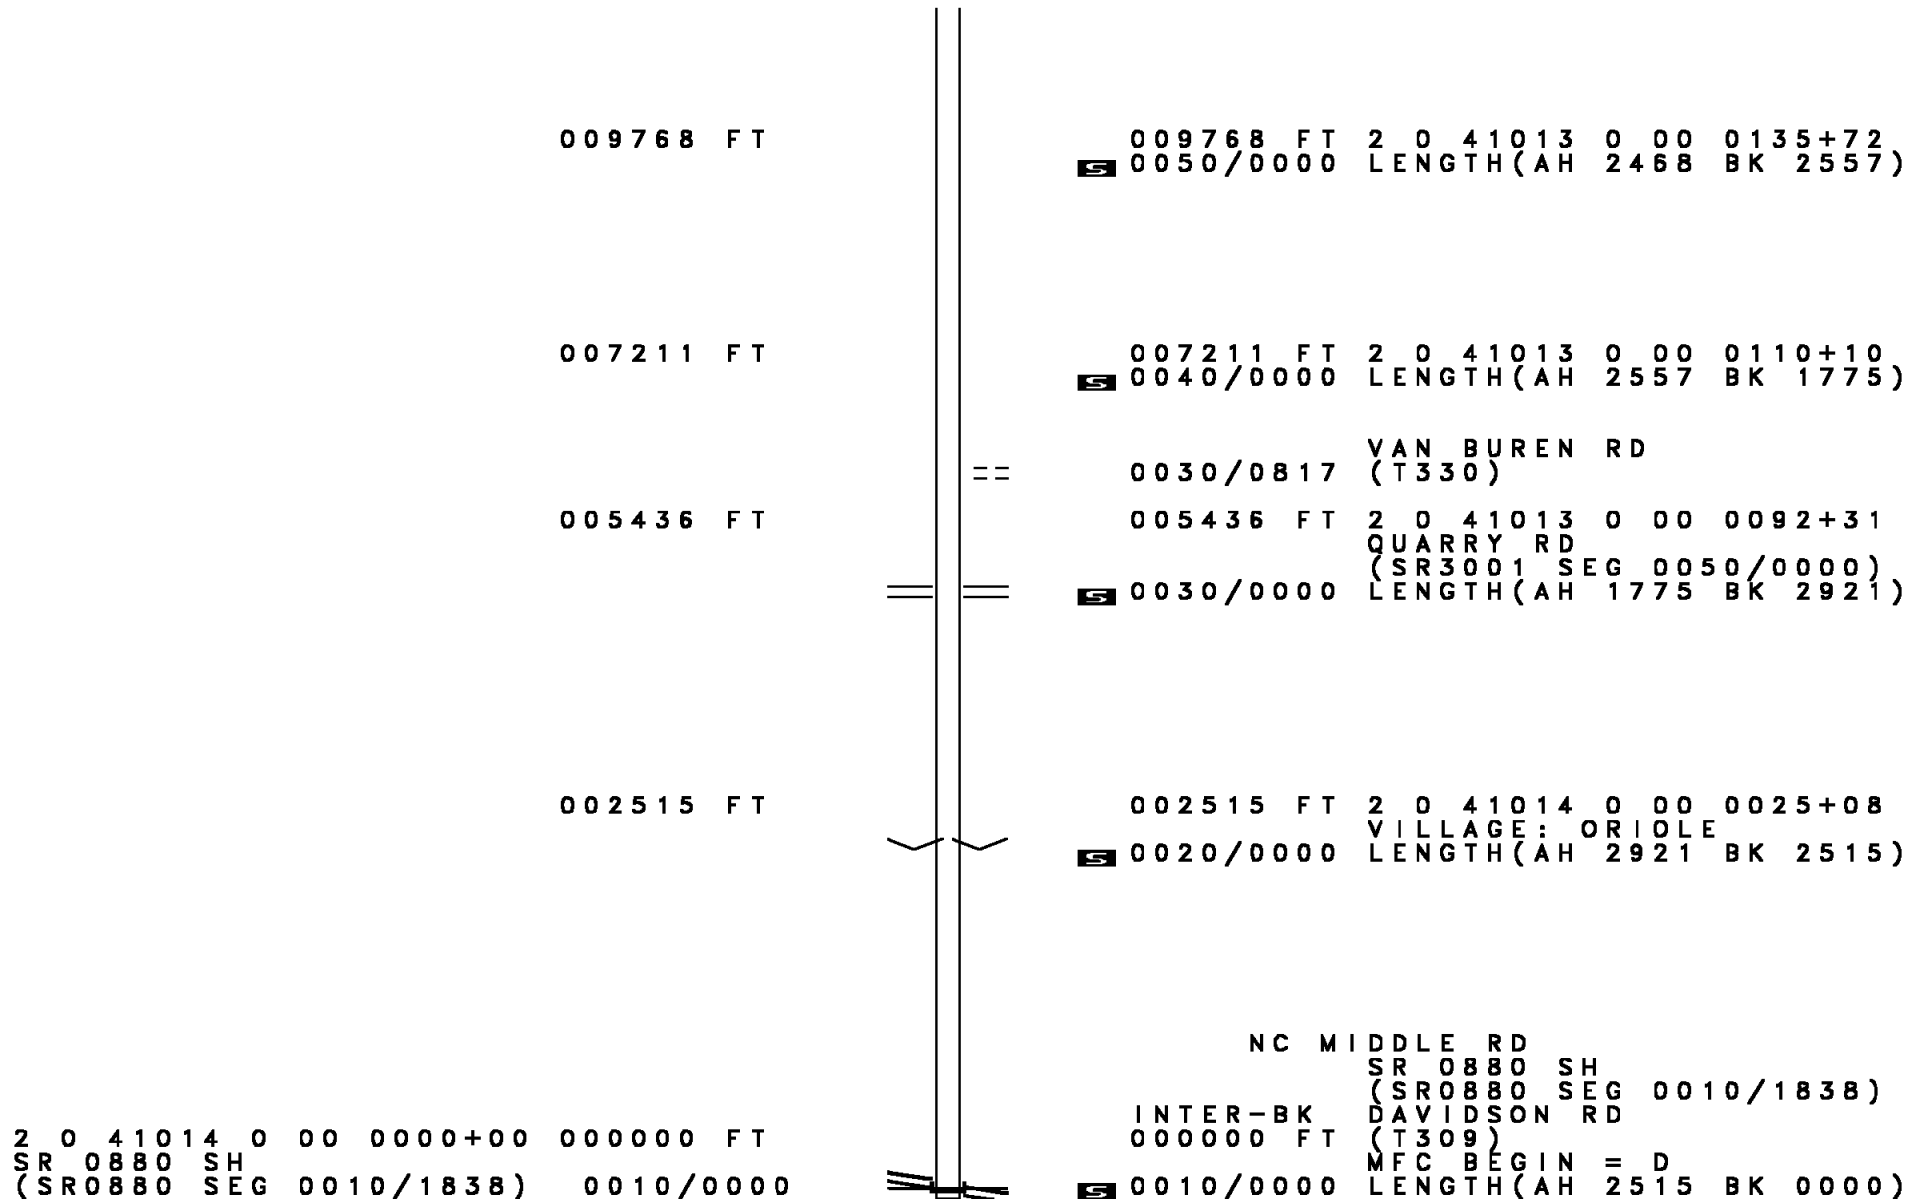 009768 FT 009768 FT 2 0 41013 0 00 0135+72
S 0050/0000 LENGTH(AH 2468 BK 2557)
007211 FT 007211 FT 2 0 41013 0 00 0110+10
S 0040/0000 LENGTH(AH 2557 BK 1775)
VAN BUREN RD
0030/0817 (T330)
005436 FT 005436 FT 2 0 41013 0 00 0092+31
QUARRY RD
(SR3001 SEG 0050/0000)
S 0030/0000 LENGTH(AH 1775 BK 2921)
002515 FT 002515 FT 2 0 41014 0 00 0025+08
VILLAGE: ORIOLE
S 0020/0000 LENGTH(AH 2921 BK 2515)
NC MIDDLE RD
SR 0880 SH
(SR0880 SEG 0010/1838)
INTER-BK DAVIDSON RD
2 0 41014 0 00 0000+00 000000 FT 000000 FT (T309)
SR 0880 SH MFC BEGIN = D
(SR0880 SEG 0010/1838) 0010/0000 S 0010/0000 LENGTH(AH 2515 BK 0000)